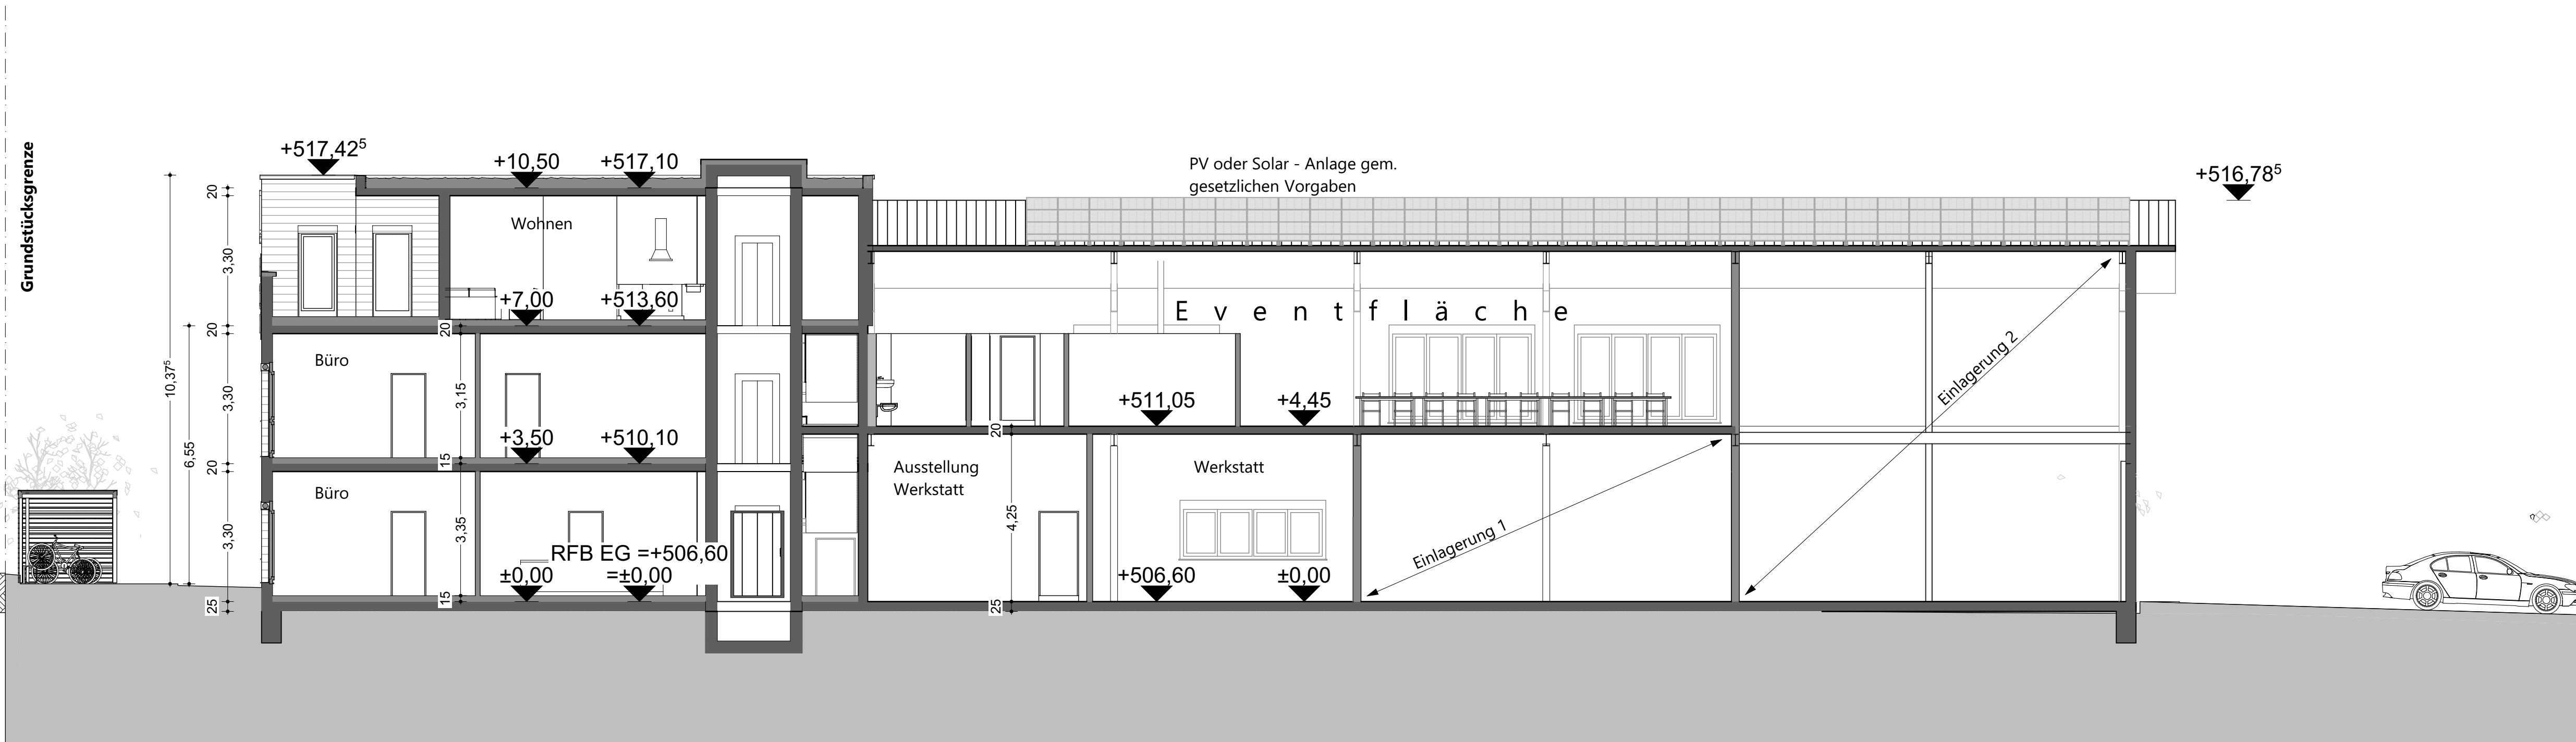 Grundstücksgrenze
+517,42⁵
+10,50
+517,10
PV oder Solar - Anlage gem.
gesetzlichen Vorgaben
+516,78⁵
20
3,30
20
3,30
20
3,30
25
10,37⁵
6,55
Wohnen
+7,00
+513,60
20
Büro
3,15
+3,50
+510,10
15
Büro
3,35
RFB EG =+506,60
±0,00
=±0,00
15
Eventfläche
+511,05
+4,45
20
Ausstellung
Werkstatt
4,25
Werkstatt
+506,60
±0,00
25
Einlagerung 1
Einlagerung 2